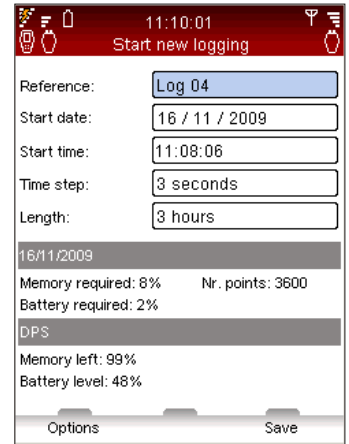 11:10:01
Start new logging
Reference: Log 04
Start date: 16 / 11 / 2009
Start time: 11:08:06
Time step: 3 seconds
Length: 3 hours
16/11/2009
Memory required: 8% Nr. points: 3600
Battery required: 2%
DPS
Memory left: 99%
Battery level: 48%
Options Save